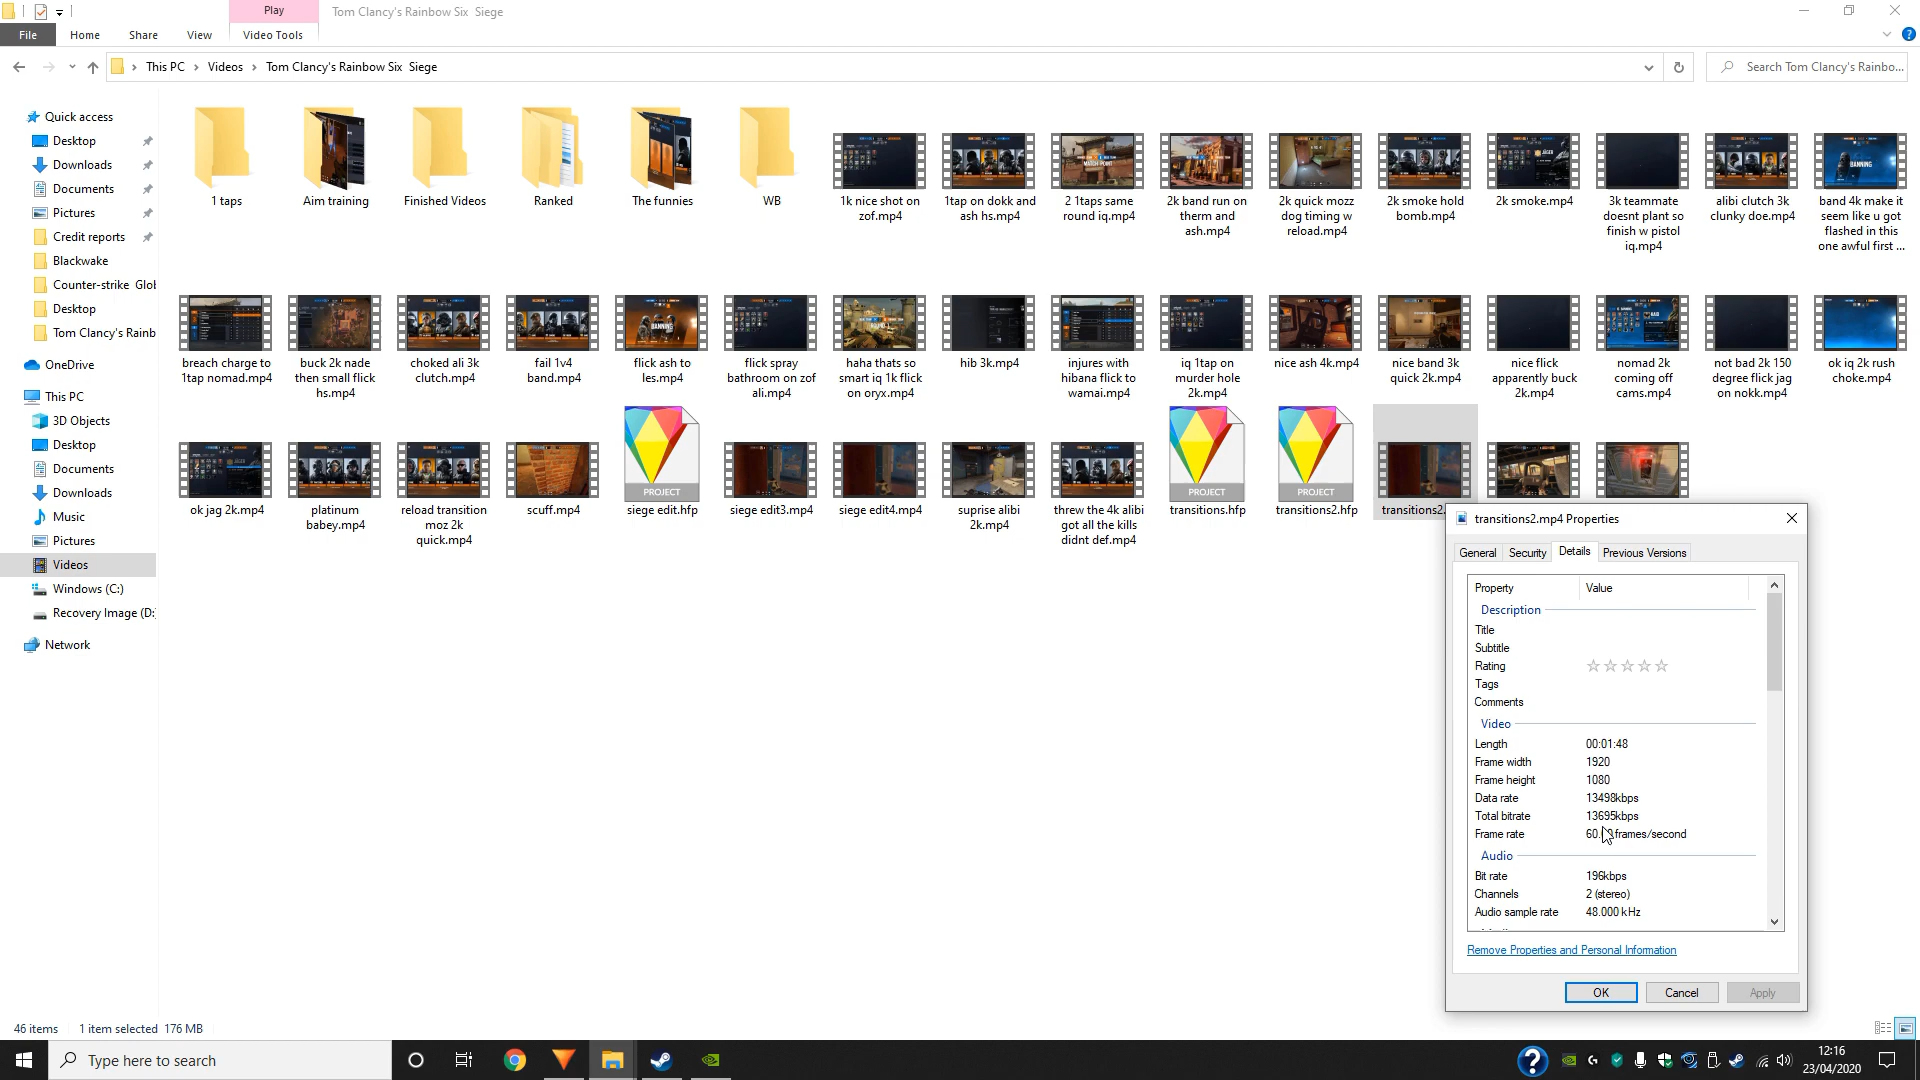 Play
Tom Clancy's Rainbow Six  Siege
File
Home
Share
View
Video Tools
This PC
Videos
Tom Clancy's Rainbow Six  Siege
Search Tom Clancy's Rainbo...
Quick access
Desktop
Downloads
Documents
Pictures
Credit reports
Blackwake
Counter-strike  Glob
Desktop
Tom Clancy's Rainb
OneDrive
This PC
3D Objects
Desktop
Documents
Downloads
Music
Pictures
Videos
Windows (C:)
Recovery Image (D:)
Network
1 taps
Aim training
Finished Videos
Ranked
The funnies
WB
1k nice shot on
zof.mp4
1tap on dokk and
ash hs.mp4
MATCH POINT
2 1taps same
round iq.mp4
2k band run on
therm and
ash.mp4
2k quick mozz
dog timing w
reload.mp4
2k smoke hold
bomb.mp4
2k smoke.mp4
3k teammate
doesnt plant so
finish w pistol
iq.mp4
alibi clutch 3k
clunky doe.mp4
BANNING
band 4k make it
seem like u got
flashed in this
one awful first ...
breach charge to
1tap nomad.mp4
buck 2k nade
then small flick
hs.mp4
choked ali 3k
clutch.mp4
fail 1v4
band.mp4
BANNING
flick ash to
les.mp4
flick spray
bathroom on zof
ali.mp4
haha thats so
smart iq 1k flick
on oryx.mp4
hib 3k.mp4
injures with
hibana flick to
wamai.mp4
iq 1tap on
murder hole
2k.mp4
nice ash 4k.mp4
nice band 3k
quick 2k.mp4
nice flick
apparently buck
2k.mp4
nomad 2k
coming off
cams.mp4
not bad 2k 150
degree flick jag
on nokk.mp4
ok iq 2k rush
choke.mp4
ok jag 2k.mp4
platinum
babey.mp4
reload transition
moz 2k
quick.mp4
scuff.mp4
PROJECT
siege edit.hfp
siege edit3.mp4
siege edit4.mp4
suprise alibi
2k.mp4
threw the 4k alibi
got all the kills
didnt def.mp4
PROJECT
transitions.hfp
PROJECT
transitions2.hfp
transitions2.
transitions2.mp4 Properties
General
Security
Details
Previous Versions
Property
Value
Description
Title
Subtitle
Rating
Tags
Comments
Video
Length 00:01:48
Frame width 1920
Frame height 1080
Data rate 13498kbps
Total bitrate 13695kbps
Frame rate 60. frames/second
Audio
Bit rate 196kbps
Channels 2 (stereo)
Audio sample rate 48.000 kHz
Remove Properties and Personal Information
OK
Cancel
Apply
46 items
1 item selected  176 MB
Type here to search
12:16
23/04/2020